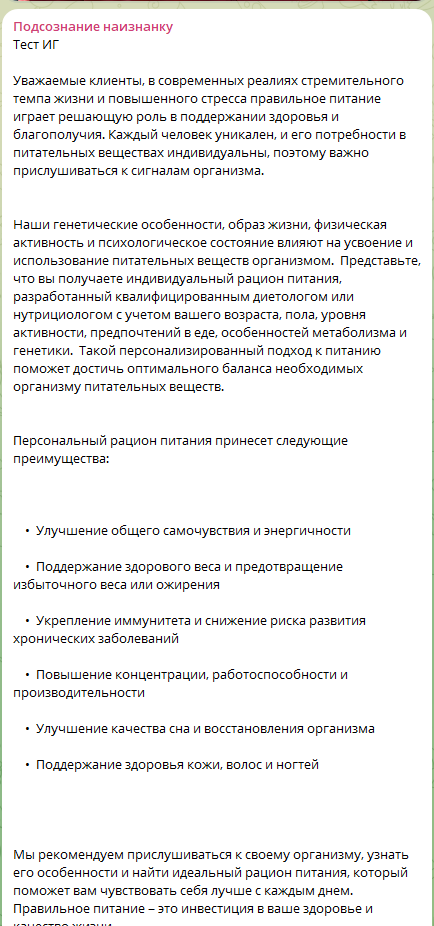 Подсознание наизнанку
Тест ИГ
Уважаемые клиенты, в современных реалиях стремительного
темпа жизни и повышенного стресса правильное питание
играет решающую роль в поддержании здоровья и
благополучия. Каждый человек уникален, и его потребности в
питательных веществах индивидуальны, поэтому важно
прислушиваться к сигналам организма.
Наши генетические особенности, образ жизни, физическая
активность и психологическое состояние влияют на усвоение и
использование питательных веществ организмом.  Представьте,
что вы получаете индивидуальный рацион питания,
разработанный квалифицированным диетологом или
нутрициологом с учетом вашего возраста, пола, уровня
активности, предпочтений в еде, особенностей метаболизма и
генетики.  Такой персонализированный подход к питанию
поможет достичь оптимального баланса необходимых
организму питательных веществ.
Персональный рацион питания принесет следующие
преимущества:
• Улучшение общего самочувствия и энергичности
• Поддержание здорового веса и предотвращение
избыточного веса или ожирения
• Укрепление иммунитета и снижение риска развития
хронических заболеваний
• Повышение концентрации, работоспособности и
производительности
• Улучшение качества сна и восстановления организма
• Поддержание здоровья кожи, волос и ногтей
Мы рекомендуем прислушиваться к своему организму, узнать
его особенности и найти идеальный рацион питания, который
поможет вам чувствовать себя лучше с каждым днем.
Правильное питание – это инвестиция в ваше здоровье и